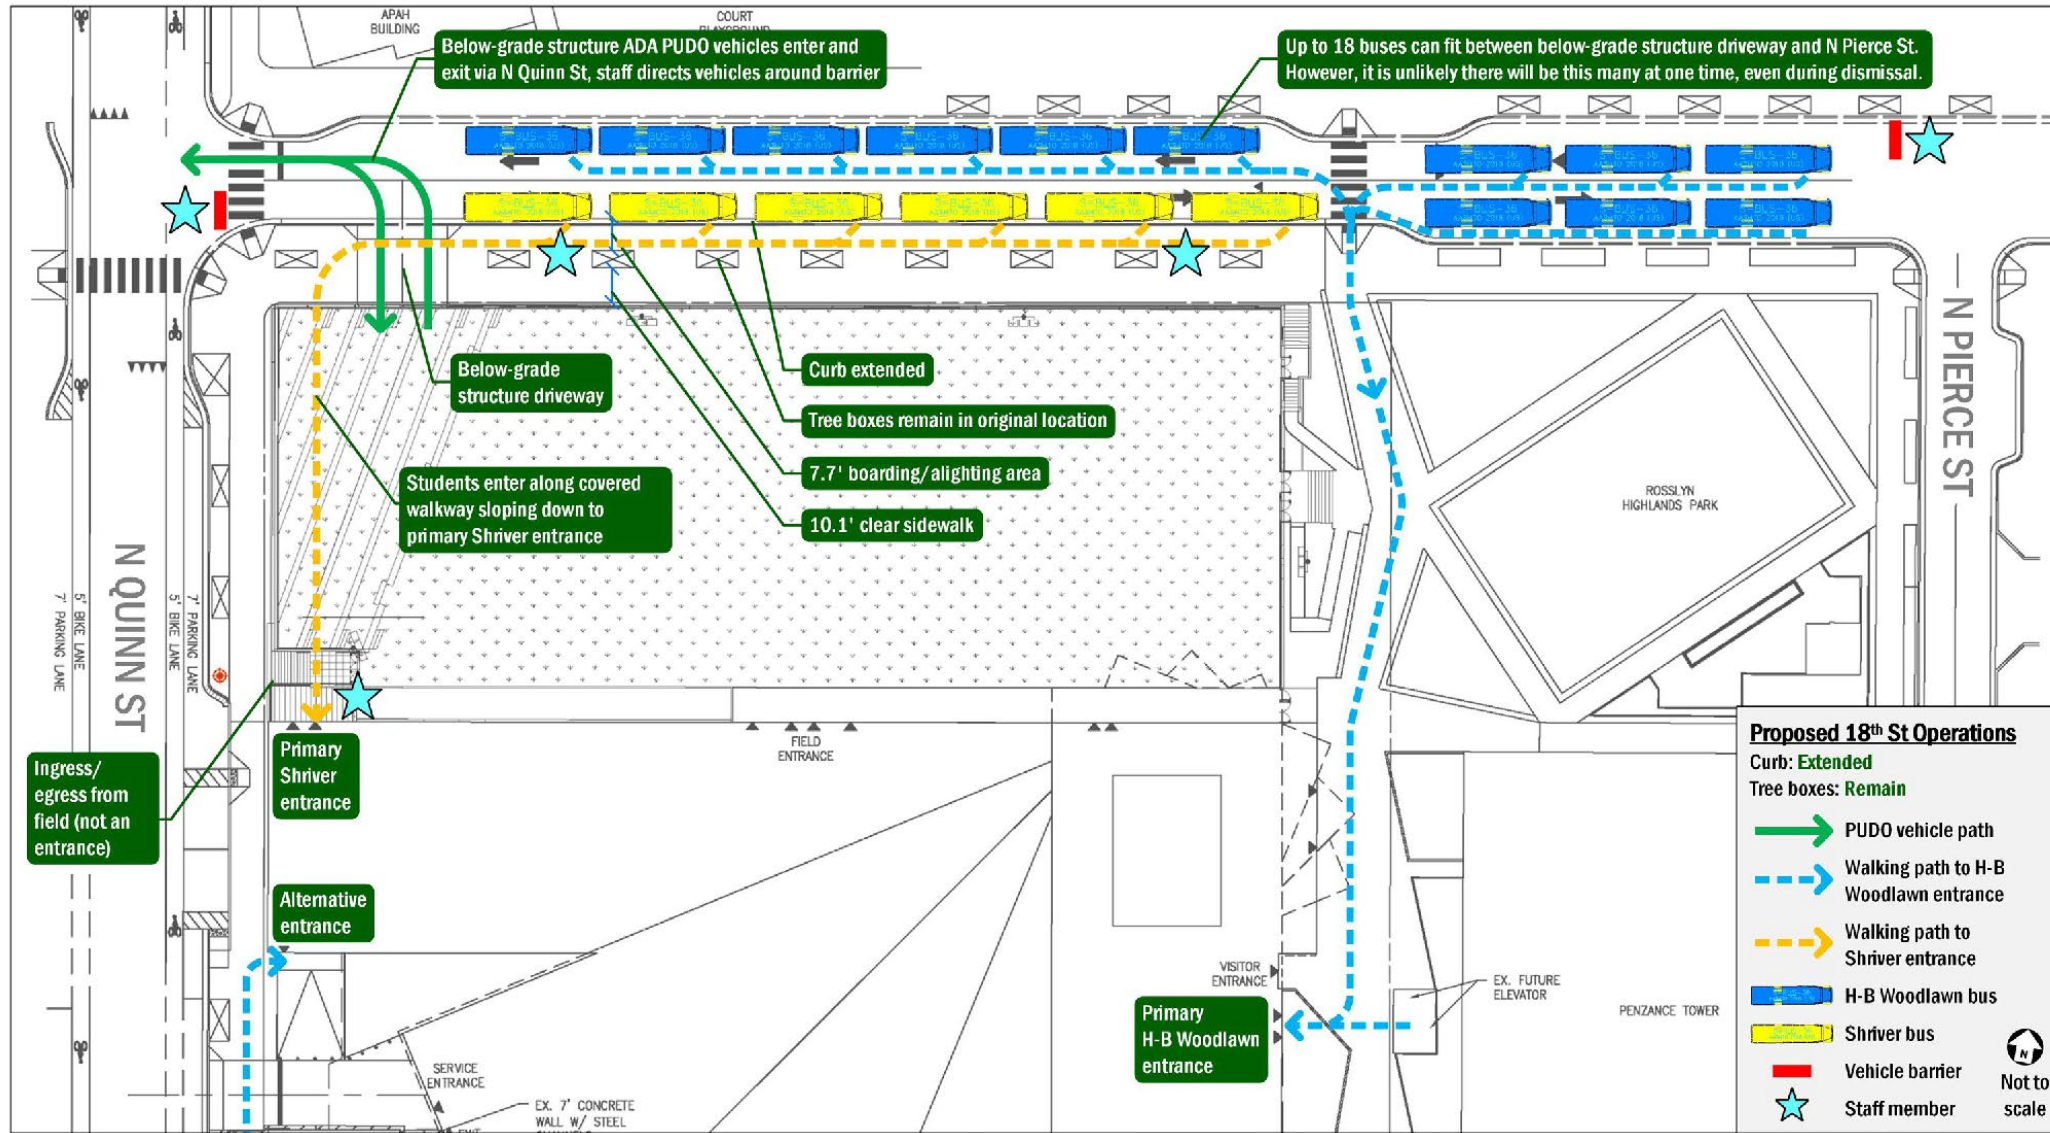 APAH
BUILDING
COURT
PLAYGROUND
Below-grade structure ADA PUDO vehicles enter and
exit via N Quinn St, staff directs vehicles around barrier
Up to 18 buses can fit between below-grade structure driveway and N Pierce St.
However, it is unlikely there will be this many at one time, even during dismissal.
Below-grade
structure driveway
Curb extended
Tree boxes remain in original location
7.7' boarding/alighting area
10.1' clear sidewalk
Students enter along covered
walkway sloping down to
primary Shriver entrance
ROSSLYN
HIGHLANDS PARK
N PIERCE ST
N QUINN ST
7' PARKING LANE
5' BIKE LANE
5' BIKE LANE
7' PARKING LANE
Ingress/
egress from
field (not an
entrance)
Primary
Shriver
entrance
FIELD
ENTRANCE
Alternative
entrance
VISITOR
ENTRANCE
Primary
H-B Woodlawn
entrance
EX. FUTURE
ELEVATOR
PENZANCE TOWER
SERVICE
ENTRANCE
EX. 7' CONCRETE
WALL W/ STEEL
Proposed 18th St Operations
Curb: Extended
Tree boxes: Remain
PUDO vehicle path
Walking path to H-B
Woodlawn entrance
Walking path to
Shriver entrance
H-B Woodlawn bus
Shriver bus
Vehicle barrier
Staff member
N
Not to
scale